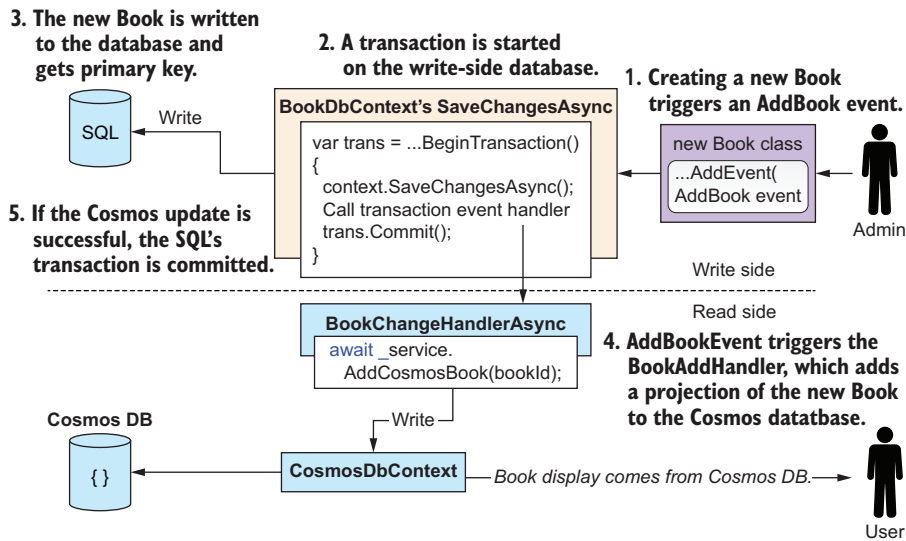 3. The new Book is written
to the database and
gets primary key.
2. A transaction is started
on the write-side database.
1. Creating a new Book
triggers an AddBook event.
SQL
Write
BookDbContext's SaveChangesAsync
var trans = ...BeginTransaction()
{
context.SaveChangesAsync();
Call transaction event handler
trans.Commit();
}
new Book class
...AddEvent(
AddBook event
Admin
5. If the Cosmos update is
successful, the SQL's
transaction is committed.
Write side
Read side
BookChangeHandlerAsync
await _service.
AddCosmosBook(bookId);
4. AddBookEvent triggers the
BookAddHandler, which adds
a projection of the new Book
to the Cosmos datatbase.
Write
Cosmos DB
{ }
CosmosDbContext
Book display comes from Cosmos DB.
User